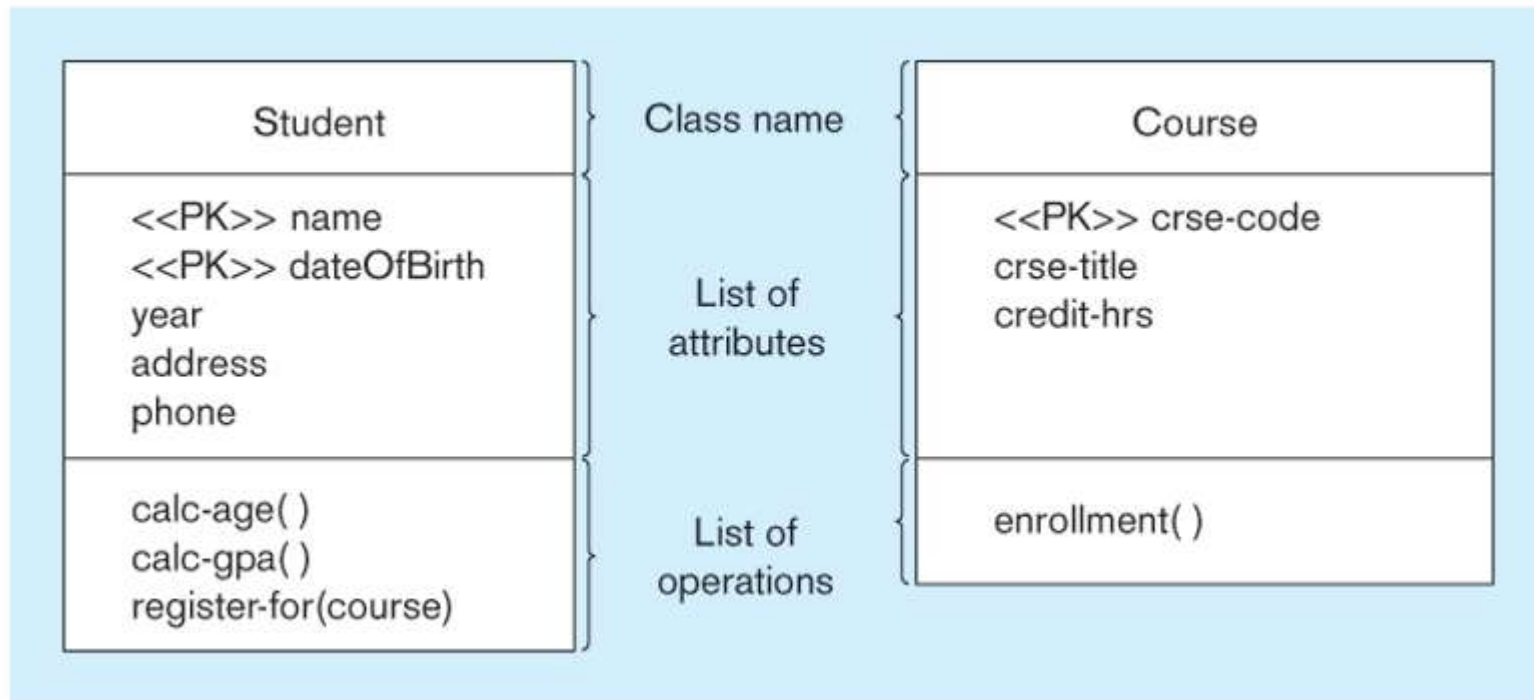 Student
<<PK>> name
<<PK>> dateOfBirth
year
address
phone
calc-age( )
calc-gpa( )
register-for(course)
Class name
List of
attributes
List of
operations
Course
<<PK>> crse-code
crse-title
credit-hrs
enrollment( )